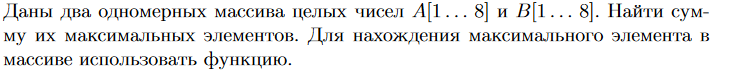 Даны два одномерных массива целых чисел A[1 … 8] и B[1 … 8]. Найти сум-
му их максимальных элементов. Для нахождения максимального элемента в
массиве использовать функцию.